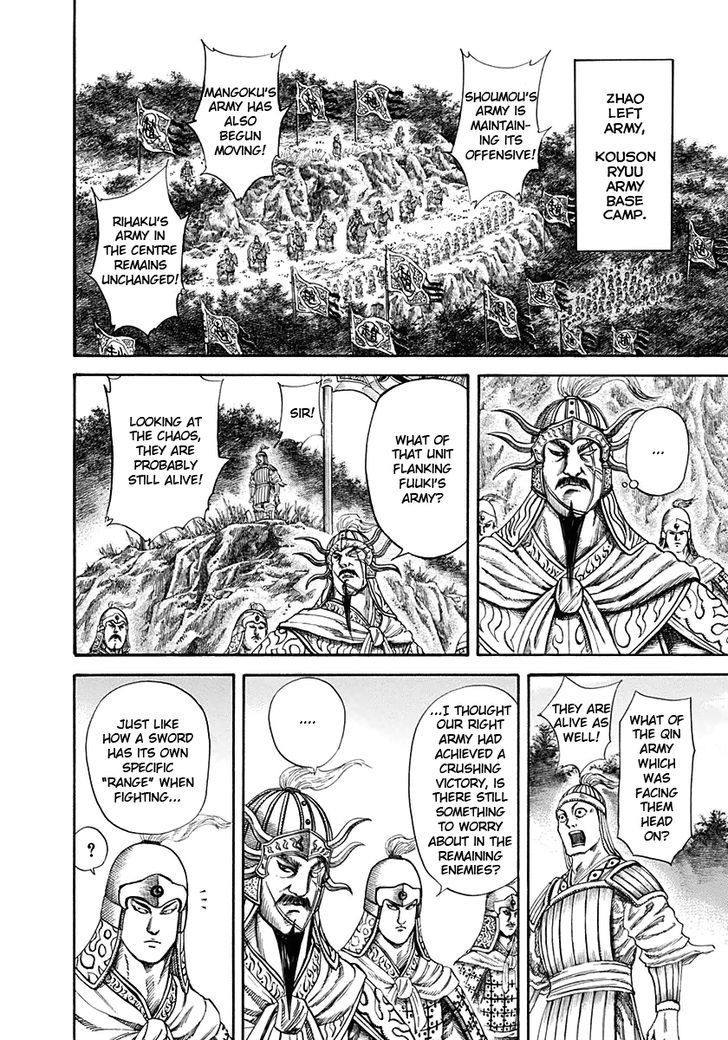 ZHAO
LEFT
ARMY,
KOUSON
RYUU
ARMY
BASE
CAMP.
SHOUMOU'S
ARMY IS
MAINTAIN-
ING ITS
OFFENSIVE!
MANGOKU'S
ARMY HAS
ALSO
BEGUN
MOVING!
RIHAKU'S
ARMY IN
THE CENTRE
REMAINS
UNCHANGED!
...
WHAT OF
THAT UNIT
FLANKING
FUUKI'S
ARMY?
SIR!
LOOKING AT
THE CHAOS,
THEY ARE
PROBABLY
STILL ALIVE!
WHAT OF
THE QIN
ARMY
WHICH
WAS
FACING
THEM
HEAD
ON?
THEY ARE
ALIVE AS
WELL!
...I THOUGHT
OUR RIGHT
ARMY HAD
ACHIEVED A
CRUSHING
VICTORY, IS
THERE STILL
SOMETHING
TO WORRY
ABOUT IN THE
REMAINING
ENEMIES?
....
JUST LIKE
HOW A SWORD
HAS ITS OWN
SPECIFIC
"RANGE" WHEN
FIGHTING...
?